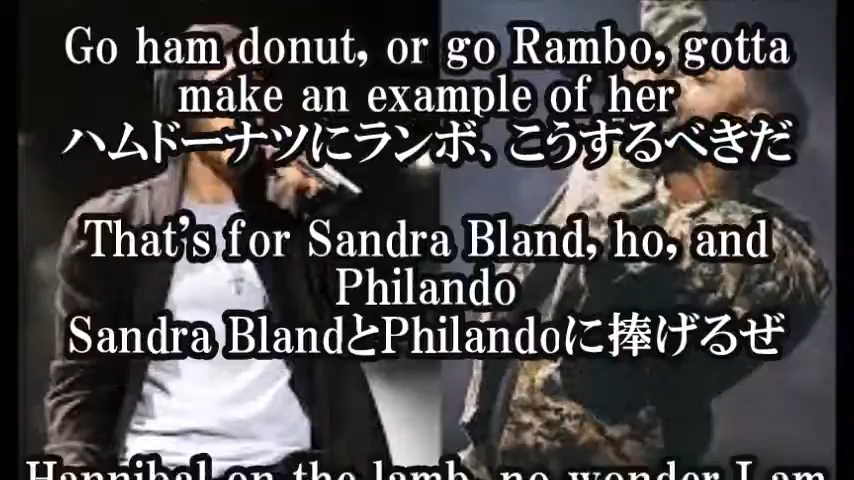 Go ham donut, or go Rambo, gotta
make an example of her
ハムドーナツにランボ、こうするべきだ
That's for Sandra Bland, ho, and
Philando
Sandra BlandとPhilandoに捧げるぜ
Hannibal on the lamb, no wonder I am